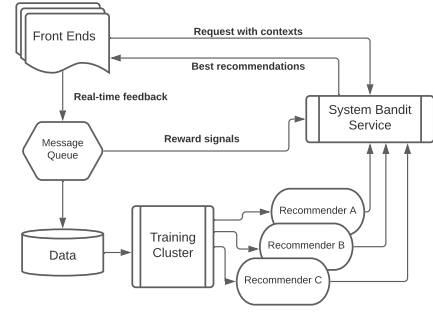 Front Ends
Request with contexts
Best recommendations
Real-time feedback
System Bandit
Service
Message
Queue
Reward signals
Recommender A
Training
Cluster
Recommender B
Data
Recommender C